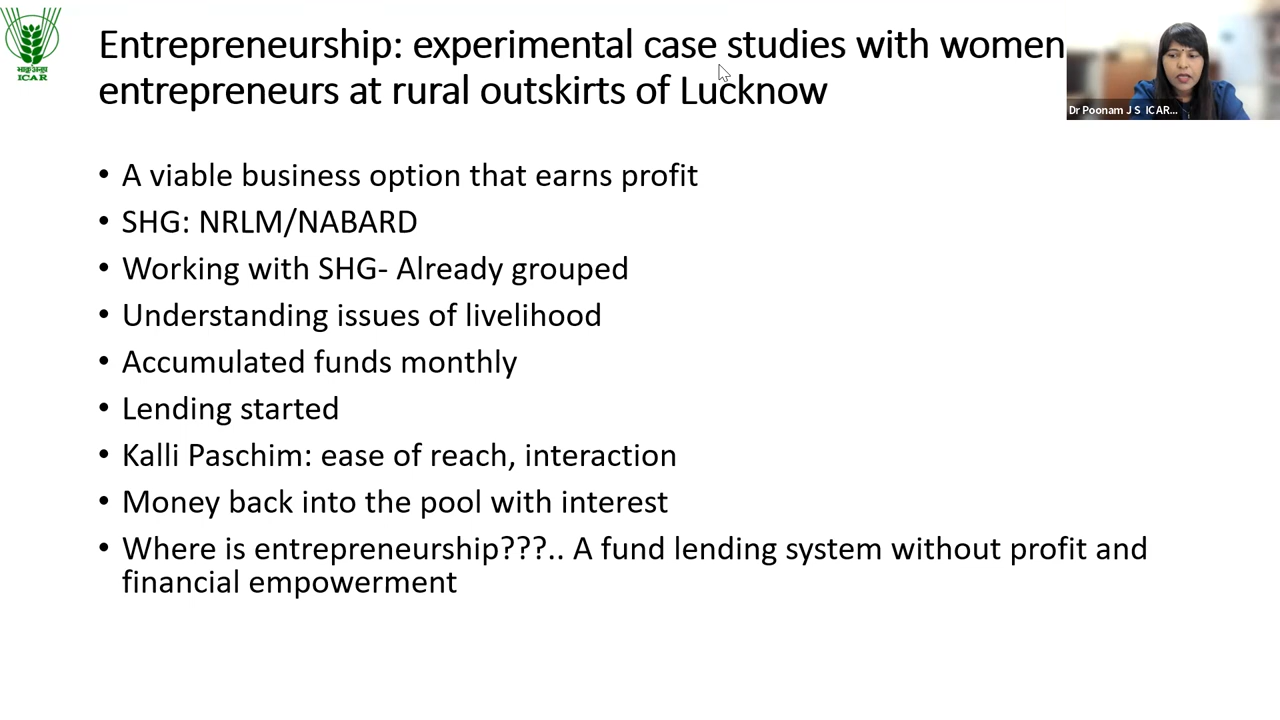 Entrepreneurship: experimental case studies with women
entrepreneurs at rural outskirts of Lucknow
ICAR
Dr Poonam J S ICAR...
• A viable business option that earns profit
• SHG: NRLM/NABARD
• Working with SHG- Already grouped
• Understanding issues of livelihood
• Accumulated funds monthly
• Lending started
• Kalli Paschim: ease of reach, interaction
• Money back into the pool with interest
• Where is entrepreneurship???.. A fund lending system without profit and
financial empowerment